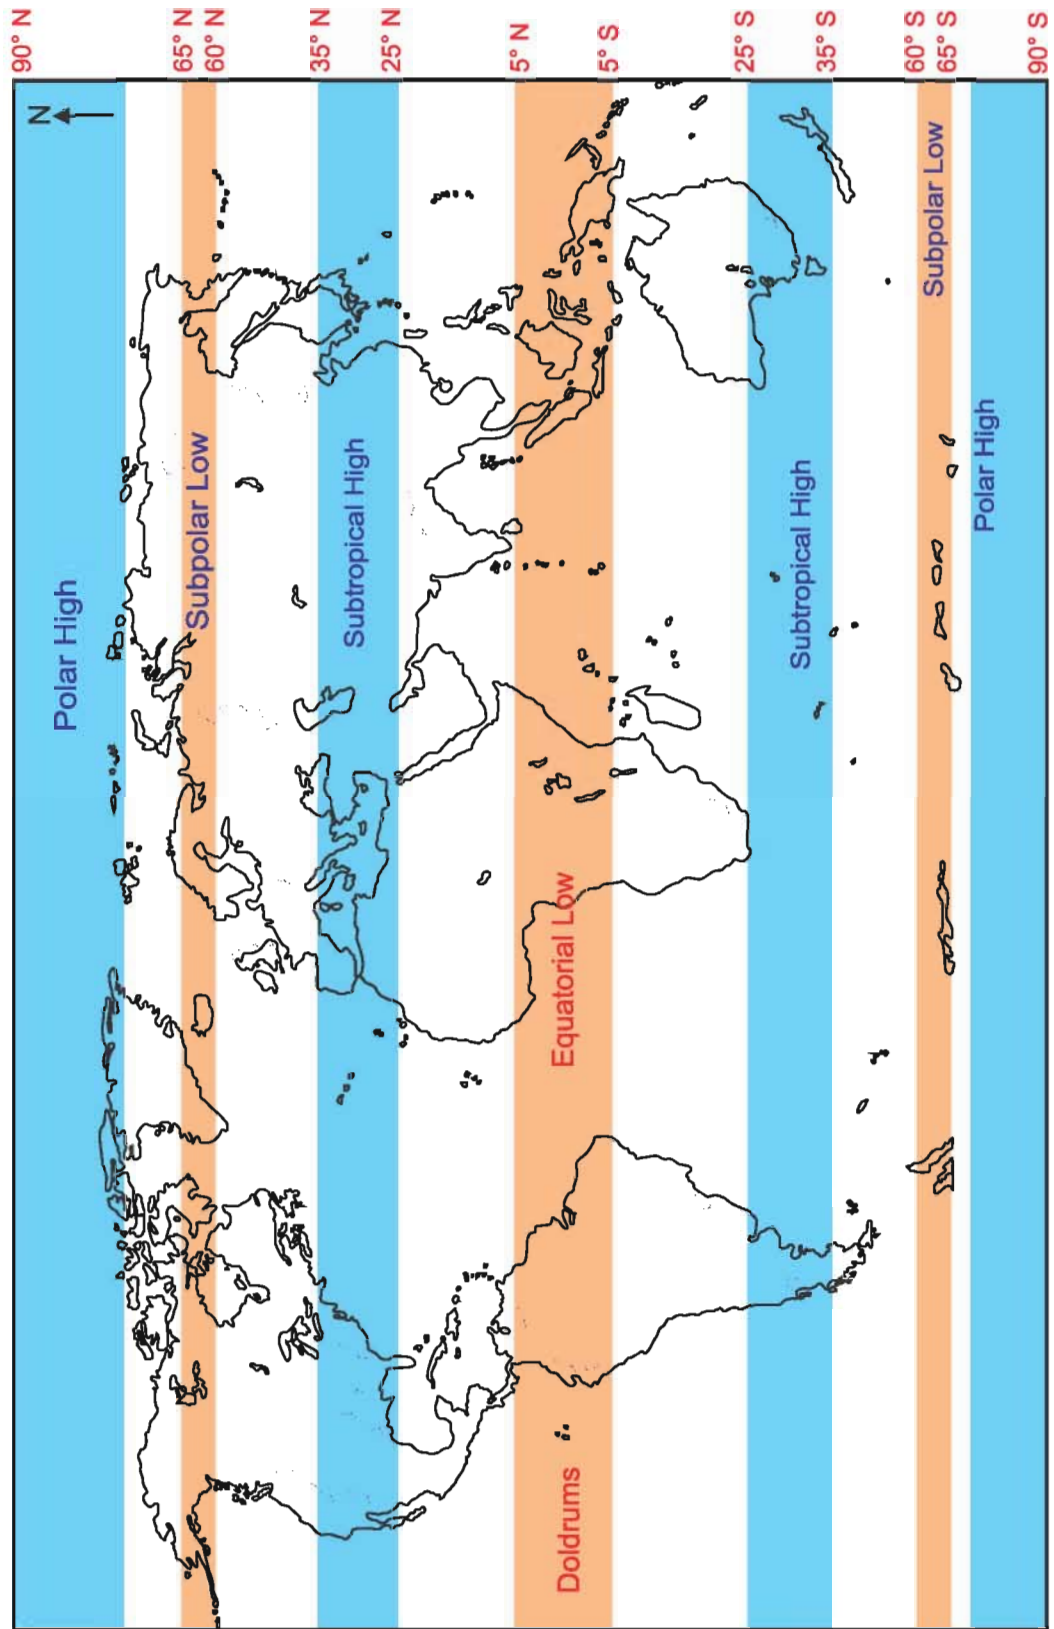 90° N
65° N
60° N
35° N
25° N
5° N
5° S
25° S
35° S
60° S
65° S
90° S
N
Polar High
Subpolar Low
Subtropical High
Doldrums
Equatorial Low
Subtropical High
Subpolar Low
Polar High